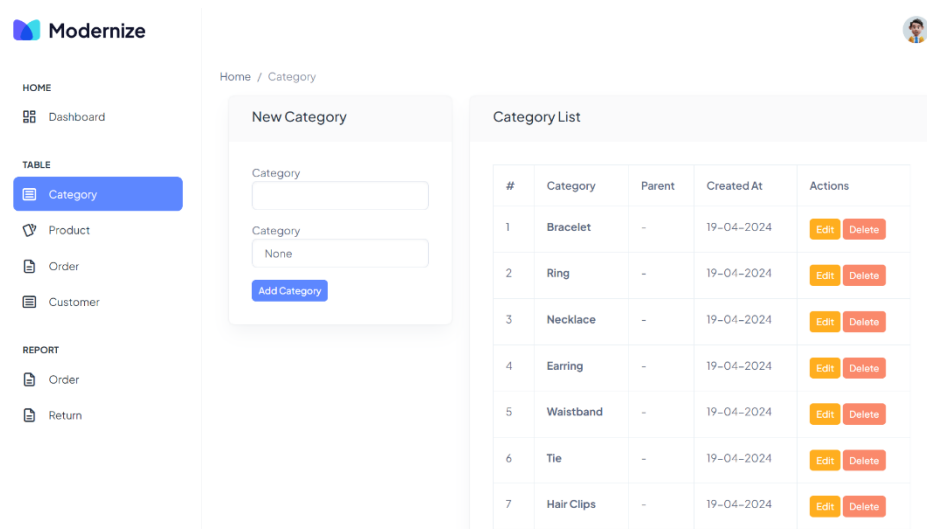 Modernize
HOME
Dashboard
TABLE
Category
Product
Order
Customer
REPORT
Order
Return
Home / Category
New Category
Category
Category
None
Add Category
Category List
# Category Parent Created At Actions
1 Bracelet - 19-04-2024 Edit Delete
2 Ring - 19-04-2024 Edit Delete
3 Necklace - 19-04-2024 Edit Delete
4 Earring - 19-04-2024 Edit Delete
5 Waistband - 19-04-2024 Edit Delete
6 Tie - 19-04-2024 Edit Delete
7 Hair Clips - 19-04-2024 Edit Delete